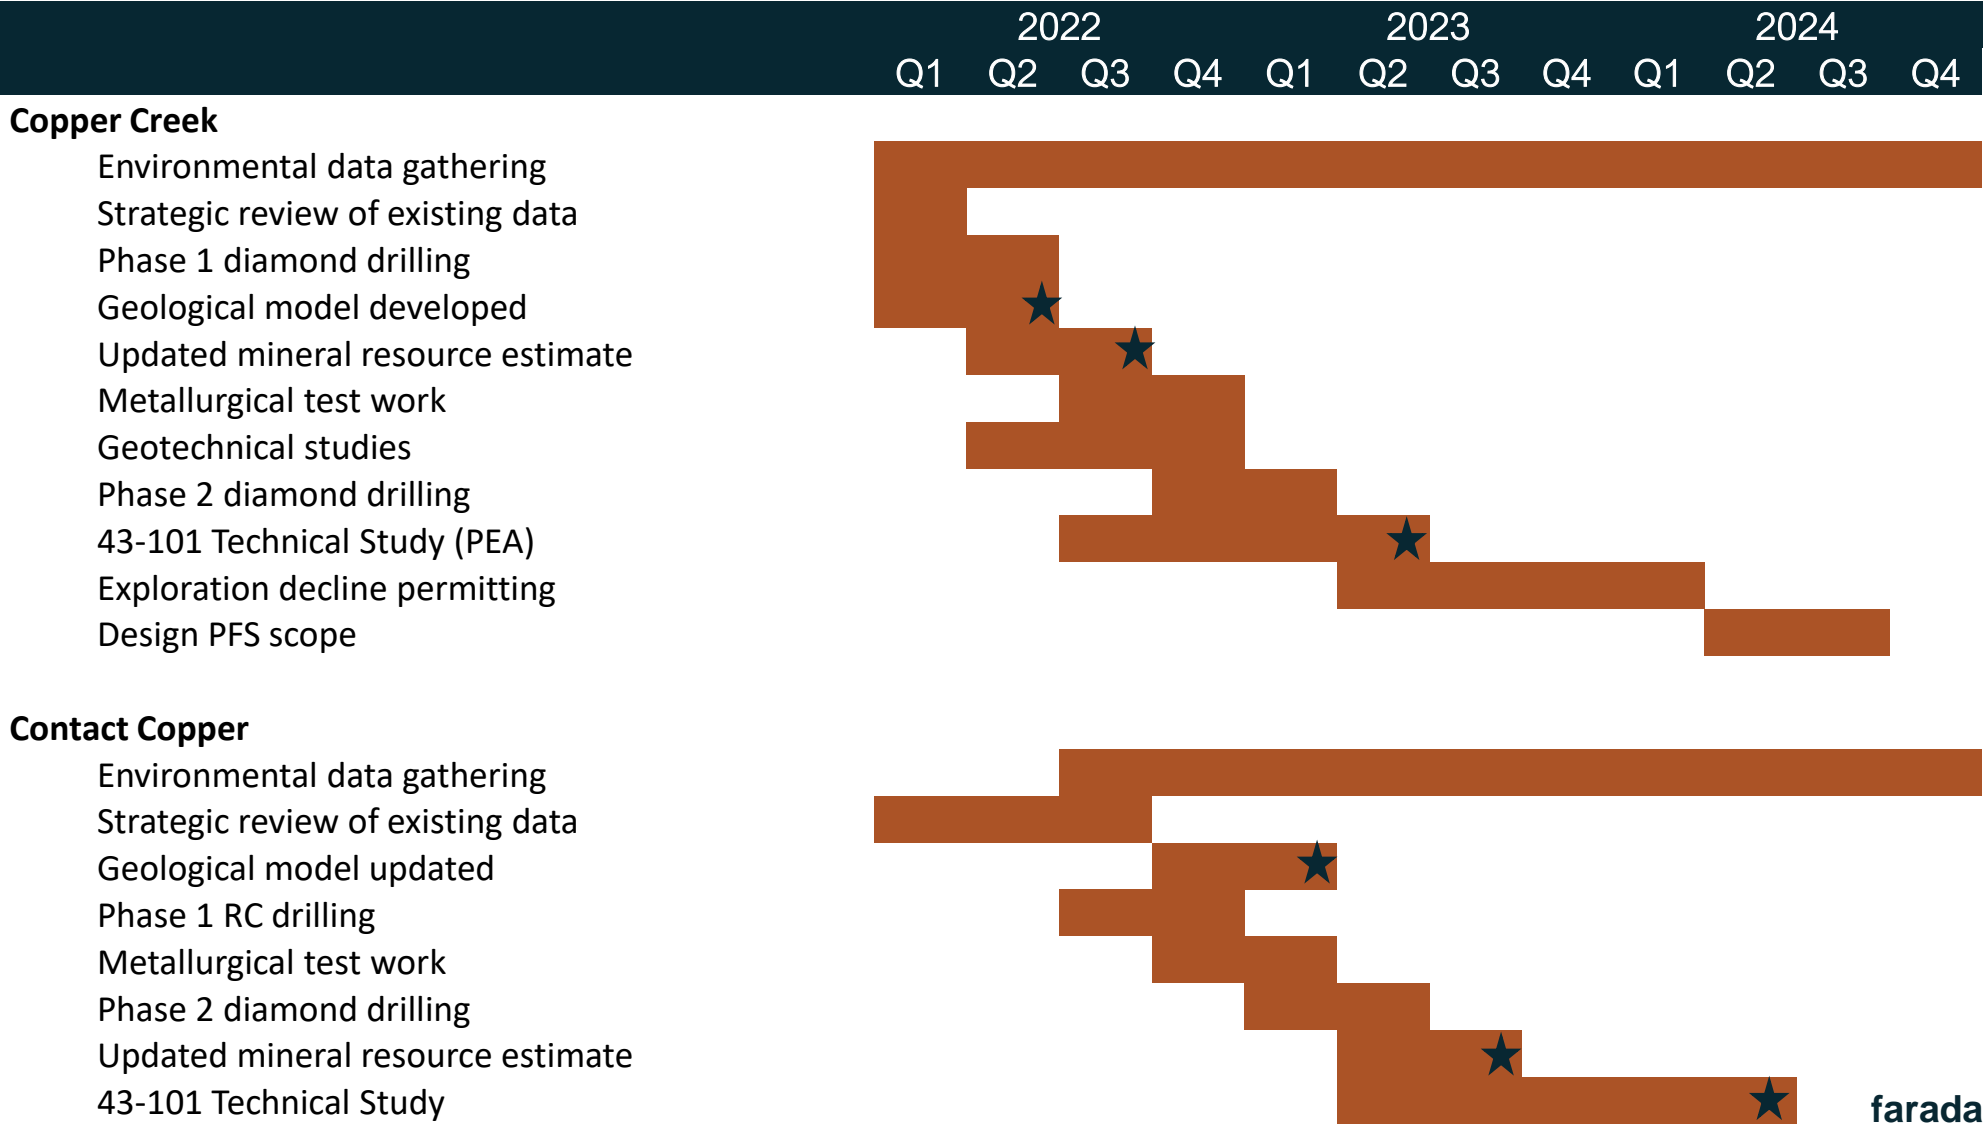 2022 2023 2024
Q1 Q2 Q3 Q4 Q1 Q2 Q3 Q4 Q1 Q2 Q3 Q4
Copper Creek
Environmental data gathering
Strategic review of existing data
Phase 1 diamond drilling
Geological model developed
Updated mineral resource estimate
Metallurgical test work
Geotechnical studies
Phase 2 diamond drilling
43-101 Technical Study (PEA)
Exploration decline permitting
Design PFS scope
Contact Copper
Environmental data gathering
Strategic review of existing data
Geological model updated
Phase 1 RC drilling
Metallurgical test work
Phase 2 diamond drilling
Updated mineral resource estimate
43-101 Technical Study
farada